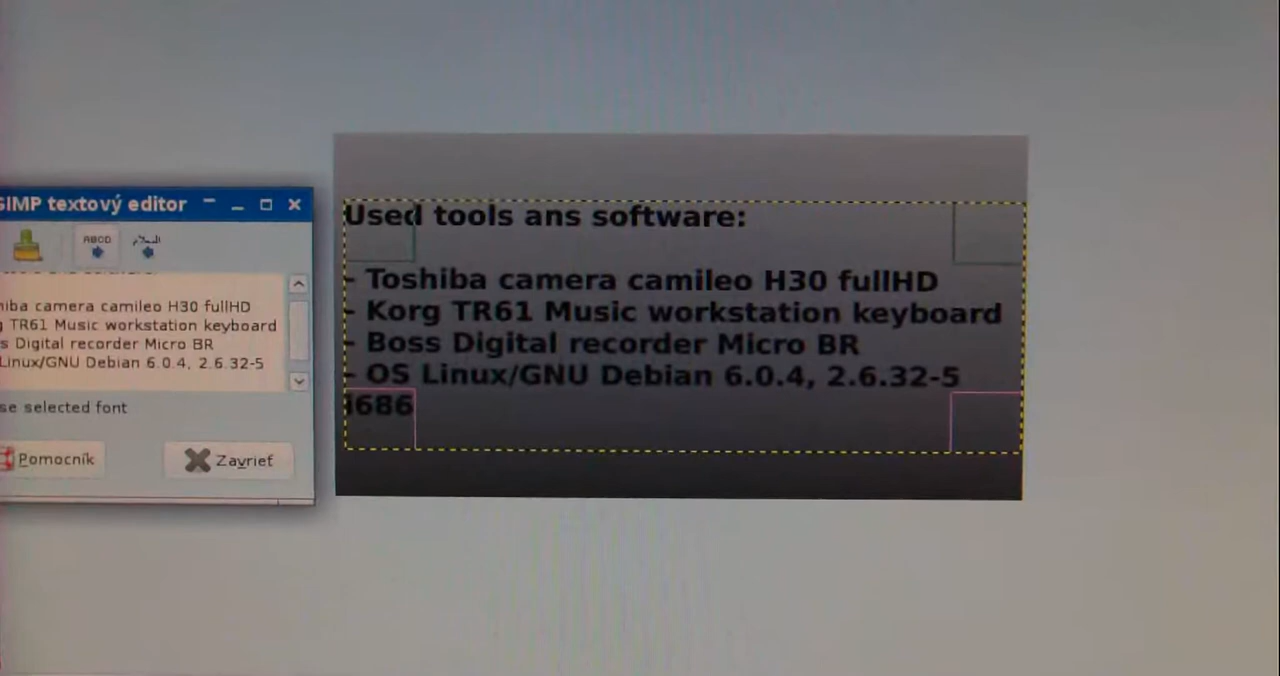 GIMP textový editor
ABCD
hiba camera camileo H30 fullHD
g TR61 Music workstation keyboard
s Digital recorder Micro BR
Linux/GNU Debian 6.0.4, 2.6.32-5
se selected font
Pomocník
Zavrieť
Used tools ans software:
- Toshiba camera camileo H30 fullHD
- Korg TR61 Music workstation keyboard
- Boss Digital recorder Micro BR
- OS Linux/GNU Debian 6.0.4, 2.6.32-5
i686